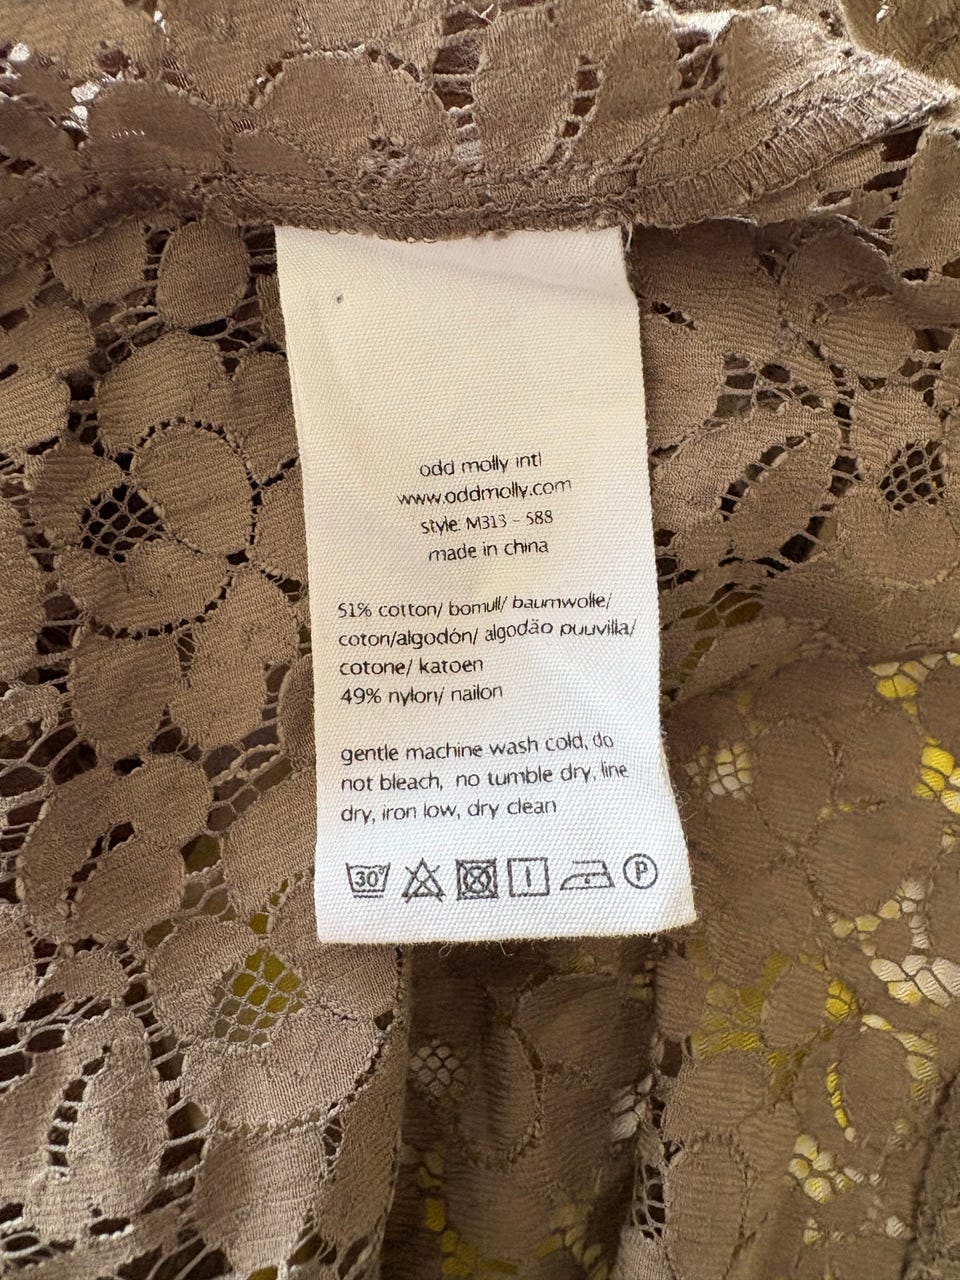 odd molly intl
www.oddmolly.com
style: M313 - 588
made in china
51% cotton/ bomull/ baumwolle/
coton/algodón/ algodão puuvilla/
cotone/ katoen
49% nylon/ nailon
gentle machine wash cold, do
not bleach, no tumble dry, line
dry, iron low, dry clean
30° P